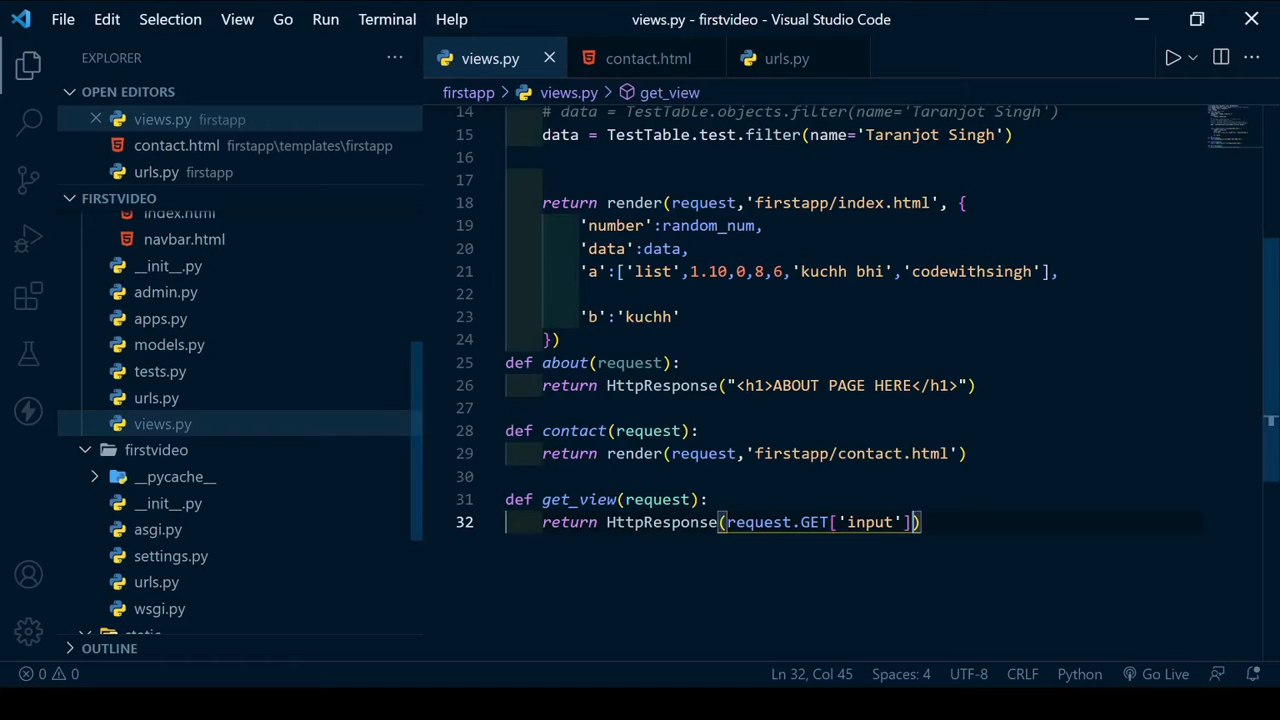 File Edit Selection View Go Run Terminal Help views.py - firstvideo - Visual Studio Code
EXPLORER
OPEN EDITORS
views.py firstapp
contact.html firstapp\templates\firstapp
urls.py firstapp
FIRSTVIDEO
index.html
navbar.html
__init__.py
admin.py
apps.py
models.py
tests.py
urls.py
views.py
firstvideo
__pycache__
__init__.py
asgi.py
settings.py
urls.py
wsgi.py
static
OUTLINE
views.py contact.html urls.py
firstapp > views.py > get_view
14 # data = TestTable.objects.filter(name='Taranjot Singh')
15 data = TestTable.test.filter(name='Taranjot Singh')
16
17
18 return render(request,'firstapp/index.html', {
19 'number':random_num,
20 'data':data,
21 'a':['list',1.10,0,8,6,'kuchh bhi','codewithsingh'],
22
23 'b':'kuchh'
24 })
25 def about(request):
26 return HttpResponse("<h1>ABOUT PAGE HERE</h1>")
27
28 def contact(request):
29 return render(request,'firstapp/contact.html')
30
31 def get_view(request):
32 return HttpResponse(request.GET['input'])
0 0 Ln 32, Col 45 Spaces: 4 UTF-8 CRLF Python Go Live